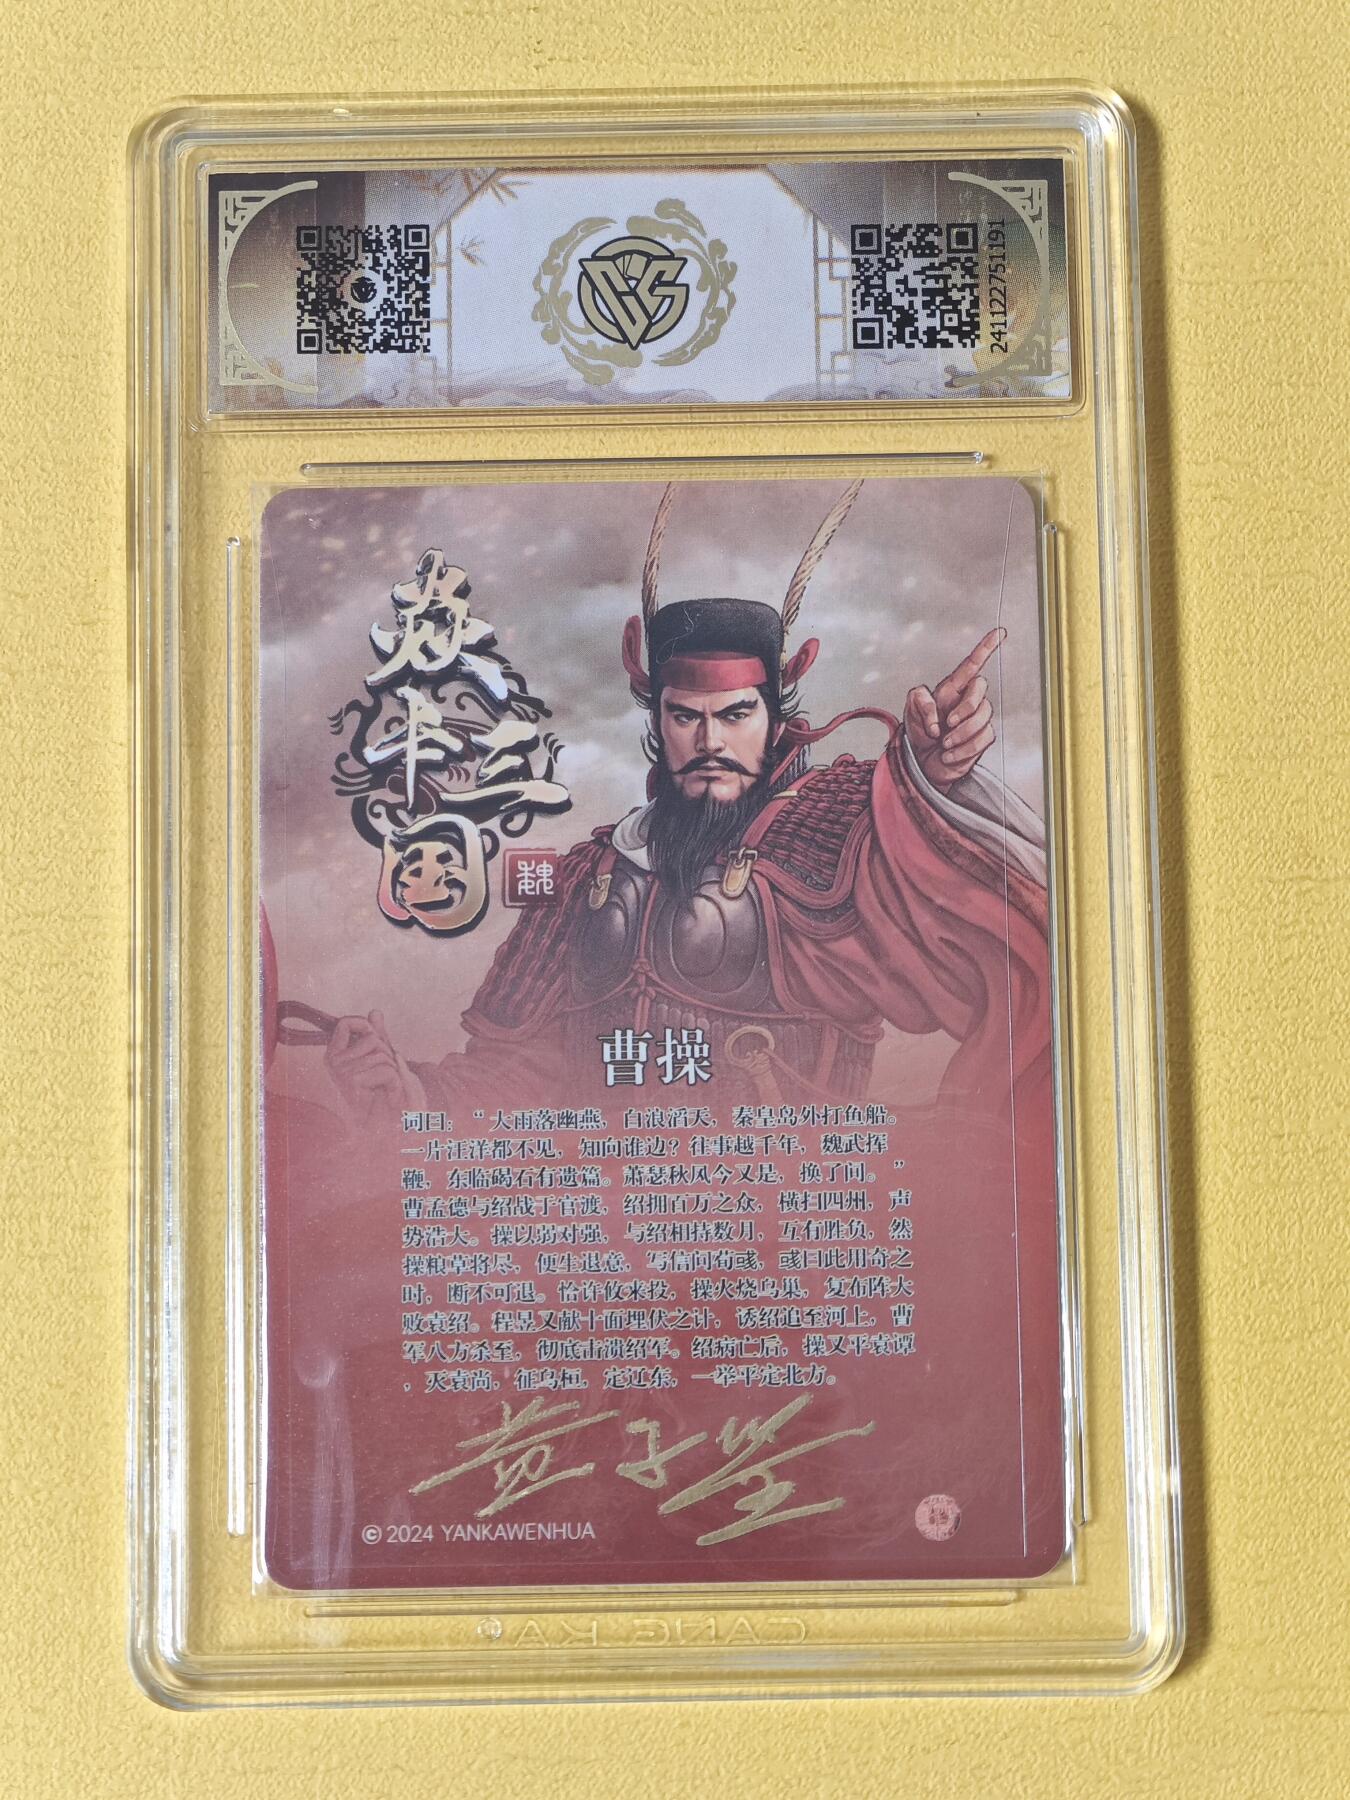 241122751191
焱卡三国
魏
曹操
词曰：“大雨落幽燕，白浪滔天，秦皇岛外打鱼船。
一片汪洋都不见，知向谁边？往事越千年，魏武挥
鞭，东临碣石有遗篇。萧瑟秋风今又是，换了人间。”
曹孟德与绍战于官渡，绍拥百万之众，横扫四州，声
势浩大。操以弱对强，与绍相持数月，互有胜负，然
操粮草将尽，便生退意，写信问荀彧，彧曰此用奇之
时，断不可退。恰许攸来投，操火烧乌巢，复布阵大
败袁绍。程昱又献十面埋伏之计，诱绍追至河上，曹
军八方杀至，彻底击溃绍军。绍病亡后，操又平袁谭
，灭袁尚，征乌桓，定辽东，一举平定北方。
© 2024 YANKAWENHUA
CANG KA